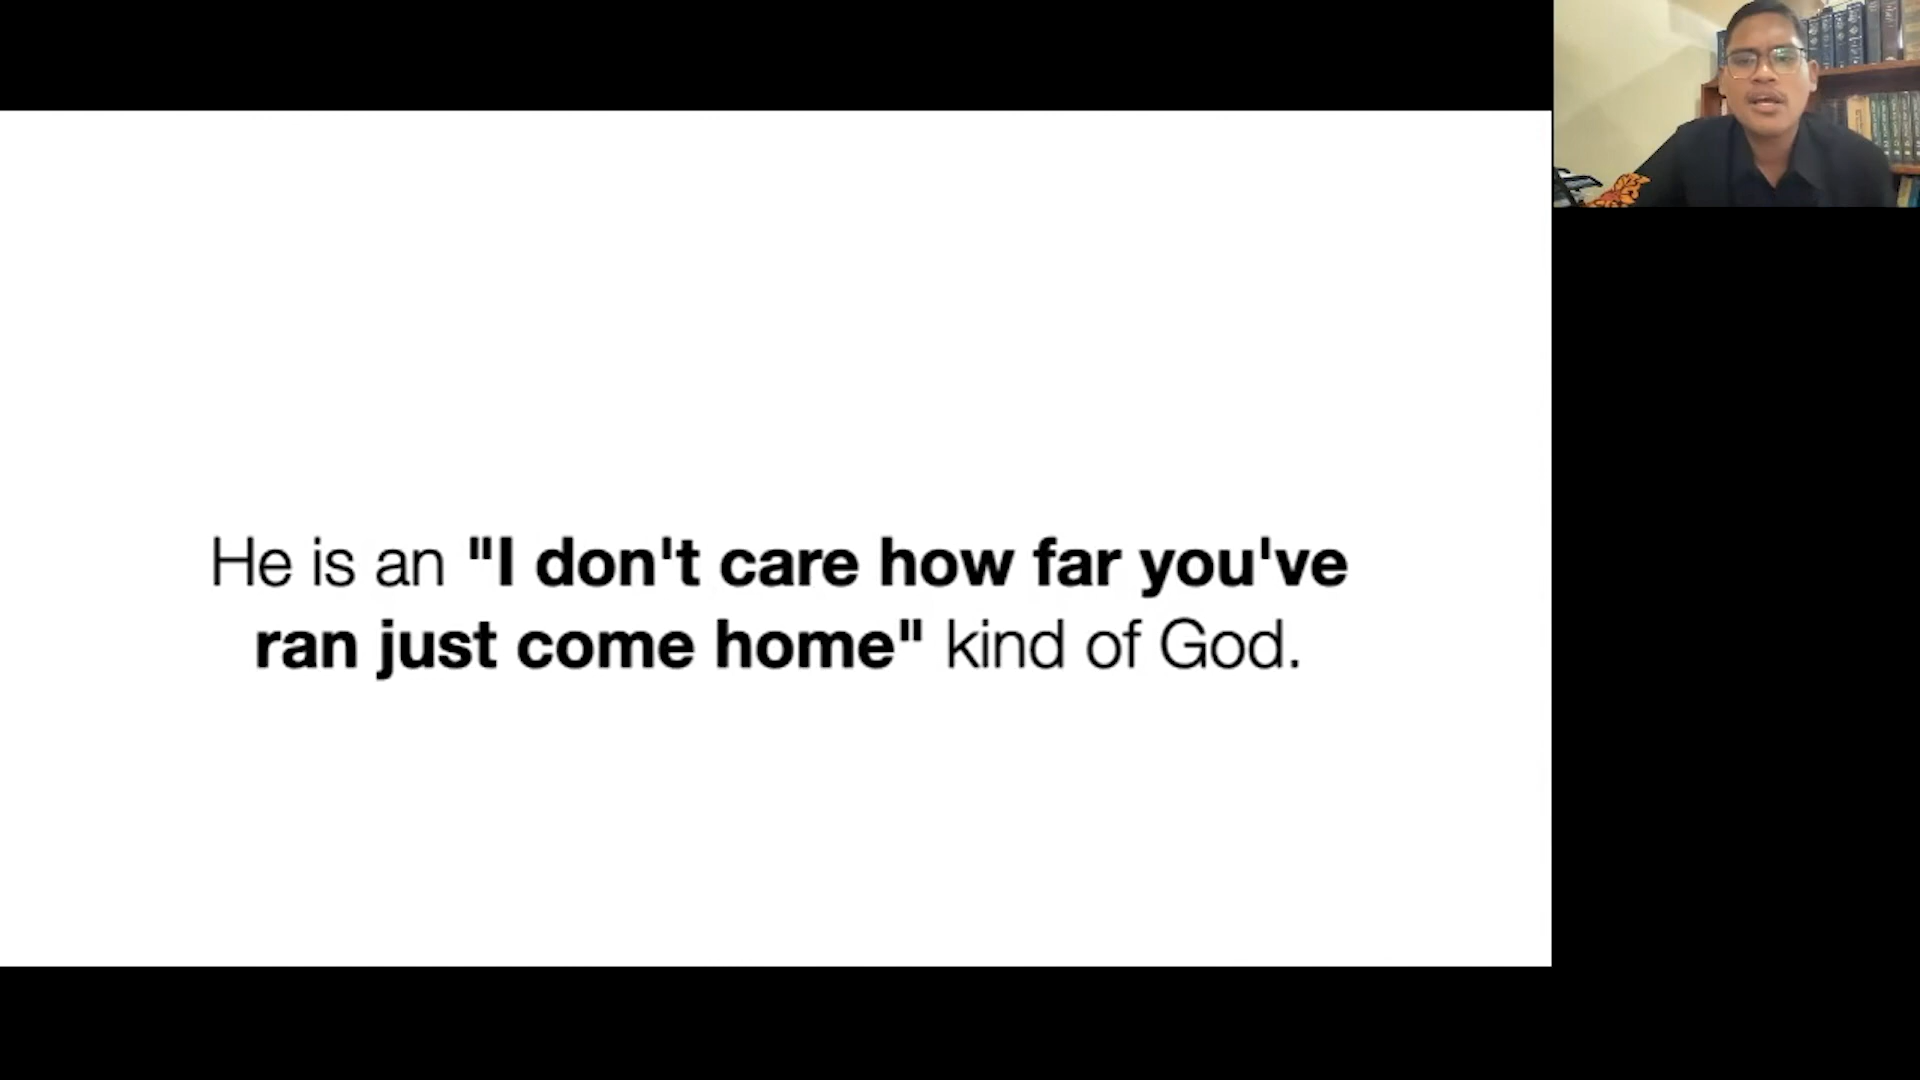 He is an "I don't care how far you've
ran just come home" kind of God.